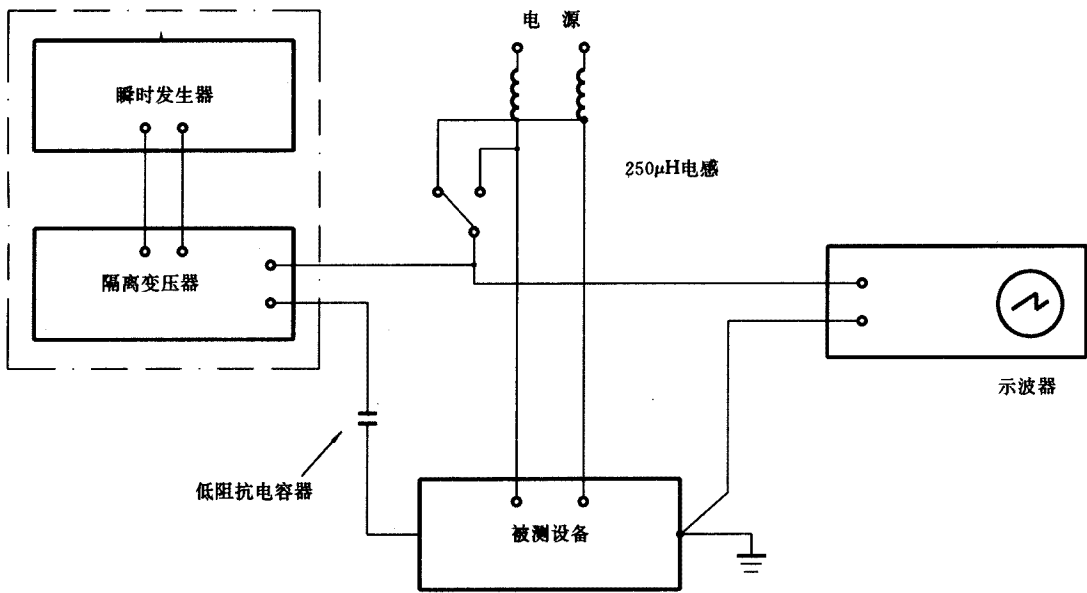 电 源
瞬时发生器
250μH电感
隔离变压器
示波器
低阻抗电容器
被测设备